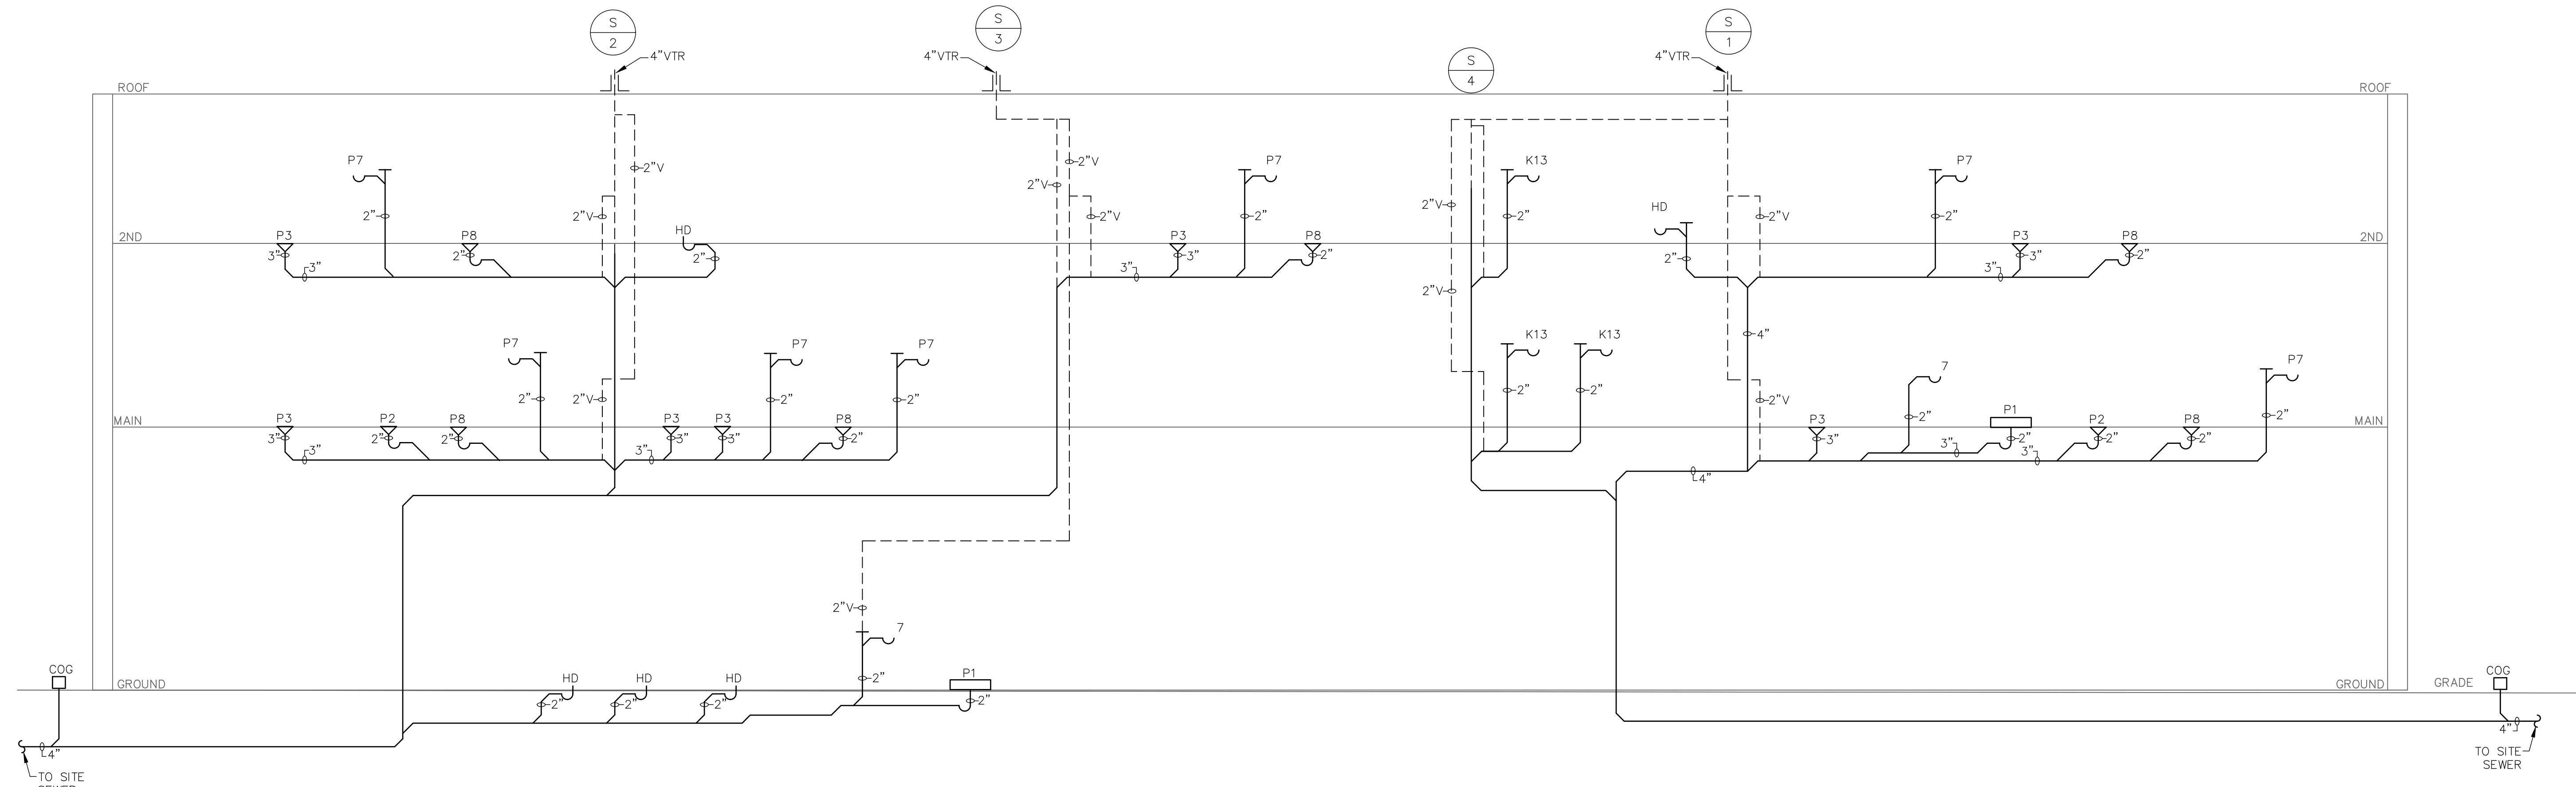 S
2
S
3
S
4
S
1
4"VTR
4"VTR
4"VTR
ROOF
ROOF
P7
2"V
2"V
2"V
P7
K13
P7
2"
2"V
2"V
2"
2"V
2"
HD
2"V
2"
2ND
P3
P8
HD
P3
P8
P3
P8
2ND
3"
2"
2"
3"
2"
2"
3"
2"
3"
3"
3"
2"V
4"
P7
P7
P7
K13
K13
7
P7
2"
2"V
2"
2"
2"
2"
2"V
2"
2"
MAIN
P3
P2
P8
P3
P3
P8
P3
P1
P2
P8
MAIN
3"
2"
2"
3"
3"
2"
3"
2"
2"
2"
3"
3"
3"
3"
4"
2"V
7
COG
HD
HD
HD
2"
P1
COG
GROUND
GROUND
GRADE
2"
2"
2"
2"
4"
4"
TO SITE
SEWER
TO SITE
SEWER